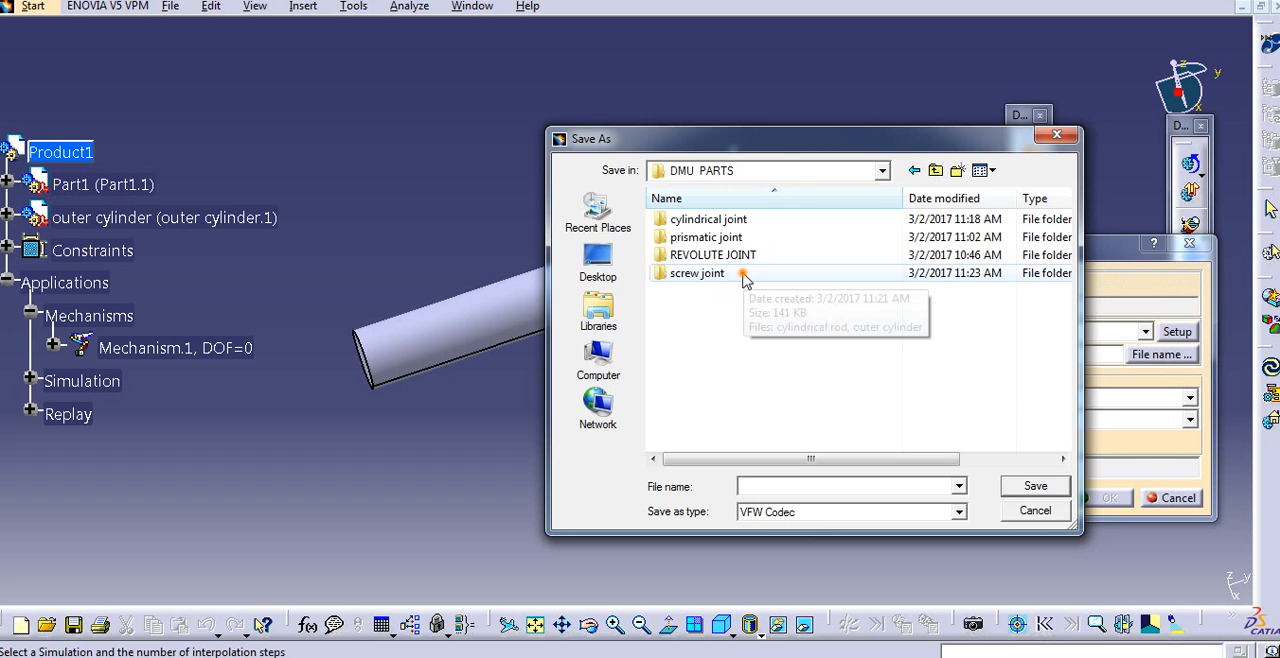 Start ENOVIA V5 VPM File Edit View Insert Tools Analyze Window Help
Product1
Part1 (Part1.1)
outer cylinder (outer cylinder.1)
Constraints
Applications
Mechanisms
Mechanism.1, DOF=0
Simulation
Replay
z
y
x
D...
D...
Save As
Save in: DMU PARTS
Recent Places
Desktop
Libraries
Computer
Network
Name Date modified Type
cylindrical joint 3/2/2017 11:18 AM File folder
prismatic joint 3/2/2017 11:02 AM File folder
REVOLUTE JOINT 3/2/2017 10:46 AM File folder
screw joint 3/2/2017 11:23 AM File folder
Date created: 3/2/2017 11:21 AM
Size: 141 KB
Files: cylindrical rod, outer cylinder
File name: Save
Save as type: VFW Codec Cancel
?
Setup
File name ...
OK Cancel
z y
x
f(x)
CATIA
Select a Simulation and the number of interpolation steps